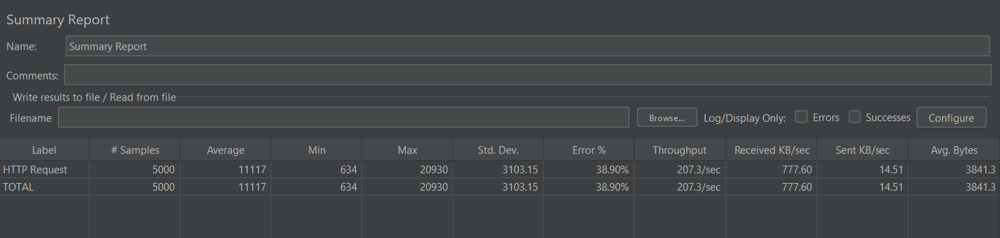 Summary Report
Name: Summary Report
Comments:
Write results to file / Read from file
Filename Browse... Log/Display Only: Errors Successes Configure
Label # Samples Average Min Max Std. Dev. Error % Throughput Received KB/sec Sent KB/sec Avg. Bytes
HTTP Request 5000 11117 634 20930 3103.15 38.90% 207.3/sec 777.60 14.51 3841.3
TOTAL 5000 11117 634 20930 3103.15 38.90% 207.3/sec 777.60 14.51 3841.3